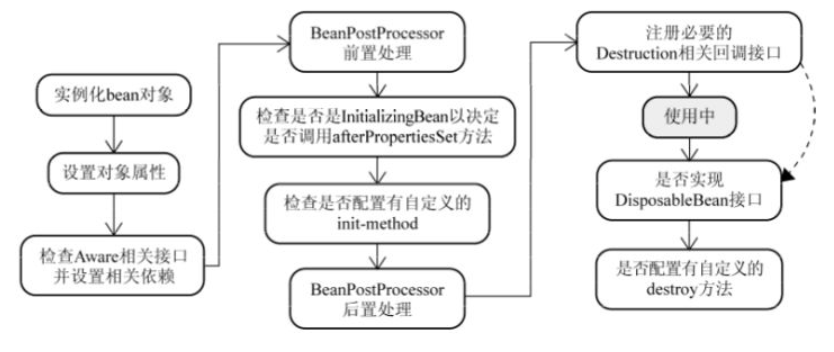 实例化bean对象
设置对象属性
检查Aware相关接口
并设置相关依赖
BeanPostProcessor
前置处理
检查是否是InitializingBean以决定
是否调用afterPropertiesSet方法
检查是否配置有自定义的
init-method
BeanPostProcessor
后置处理
注册必要的
Destruction相关回调接口
使用中
是否实现
DisposableBean接口
是否配置有自定义的
destroy方法